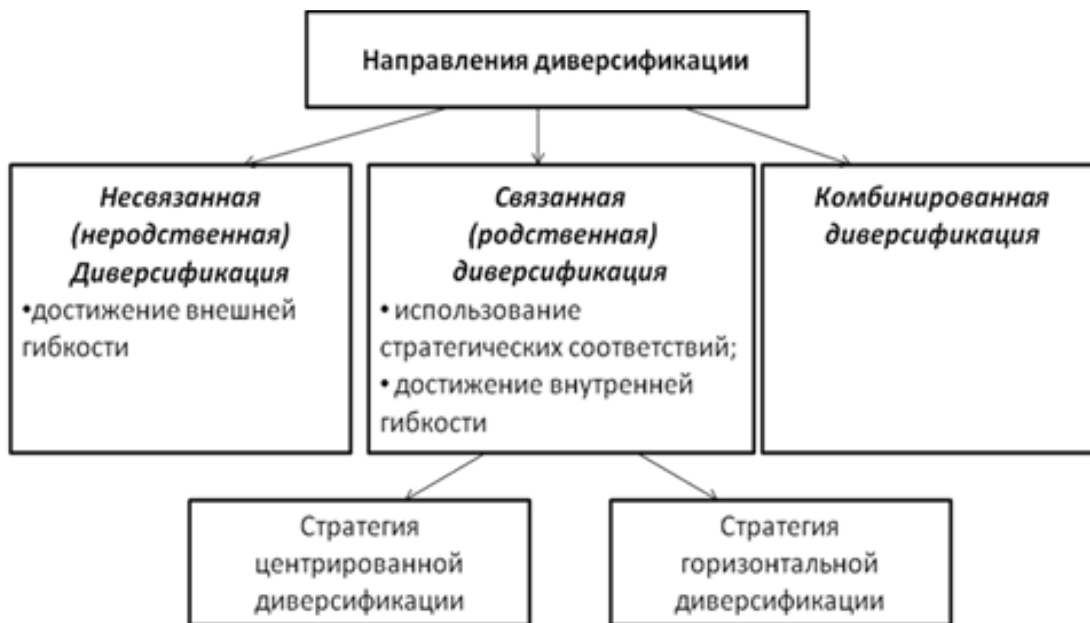 Направления диверсификации
Несвязанная
(неродственная)
Диверсификация
•достижение внешней
гибкости
Связанная
(родственная)
диверсификация
• использование
стратегических соответствий;
• достижение внутренней
гибкости
Комбинированная
диверсификация
Стратегия
центрированной
диверсификации
Стратегия
горизонтальной
диверсификации